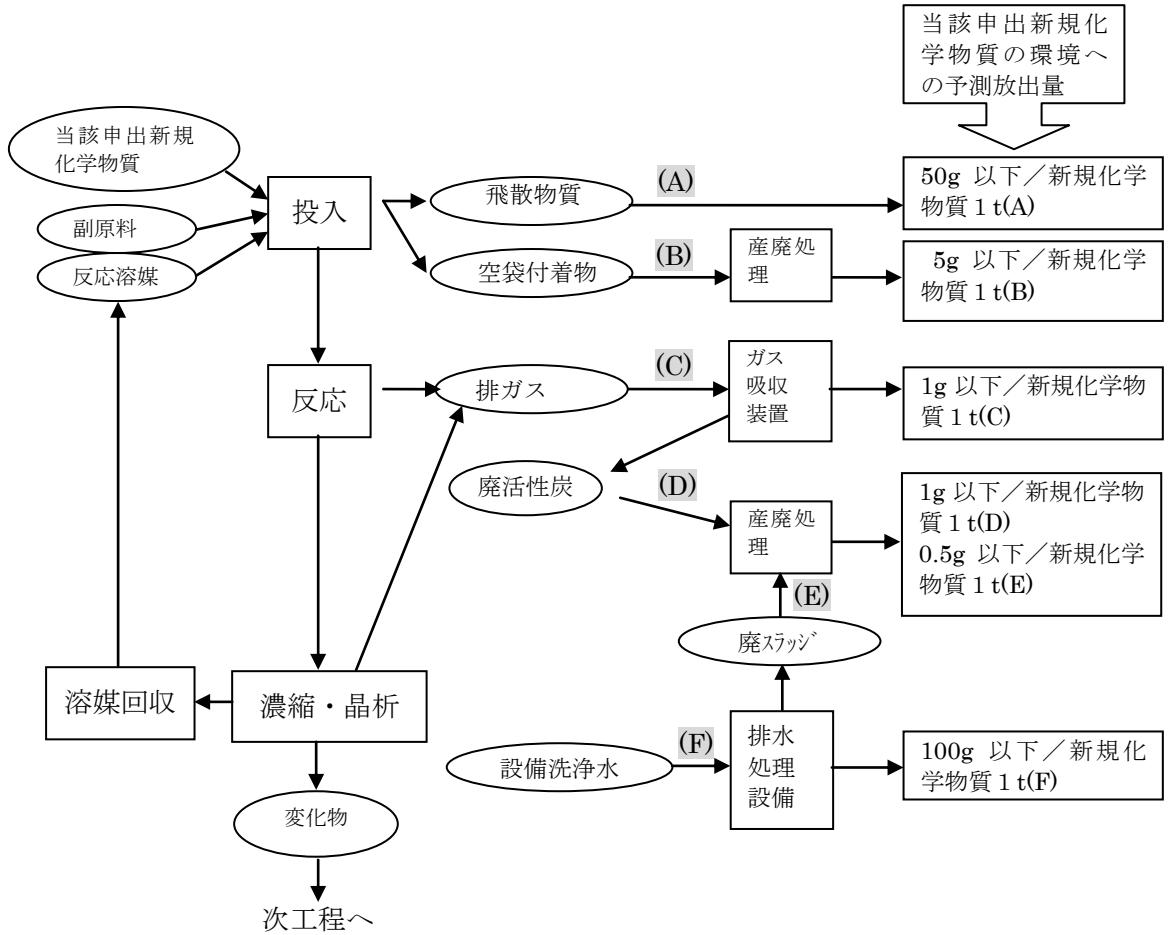 当該申出新規化
学物質の環境へ
の予測放出量
当該申出新規
化学物質
副原料
反応溶媒
投入
飛散物質
(A)
50g 以下／新規化学
物質１t(A)
空袋付着物
(B)
産廃処
理
5g 以下／新規化学
物質１t(B)
反応
排ガス
(C)
ガス
吸収
装置
1g 以下／新規化学物
質１t(C)
廃活性炭
(D)
産廃処
理
1g 以下／新規化学物
質１t(D)
0.5g 以下／新規化学
物質１t(E)
(E)
廃ｽﾗｯｼﾞ
溶媒回収
濃縮・晶析
設備洗浄水
(F)
排水
処理
設備
100g 以下／新規化
学物質１t(F)
変化物
次工程へ